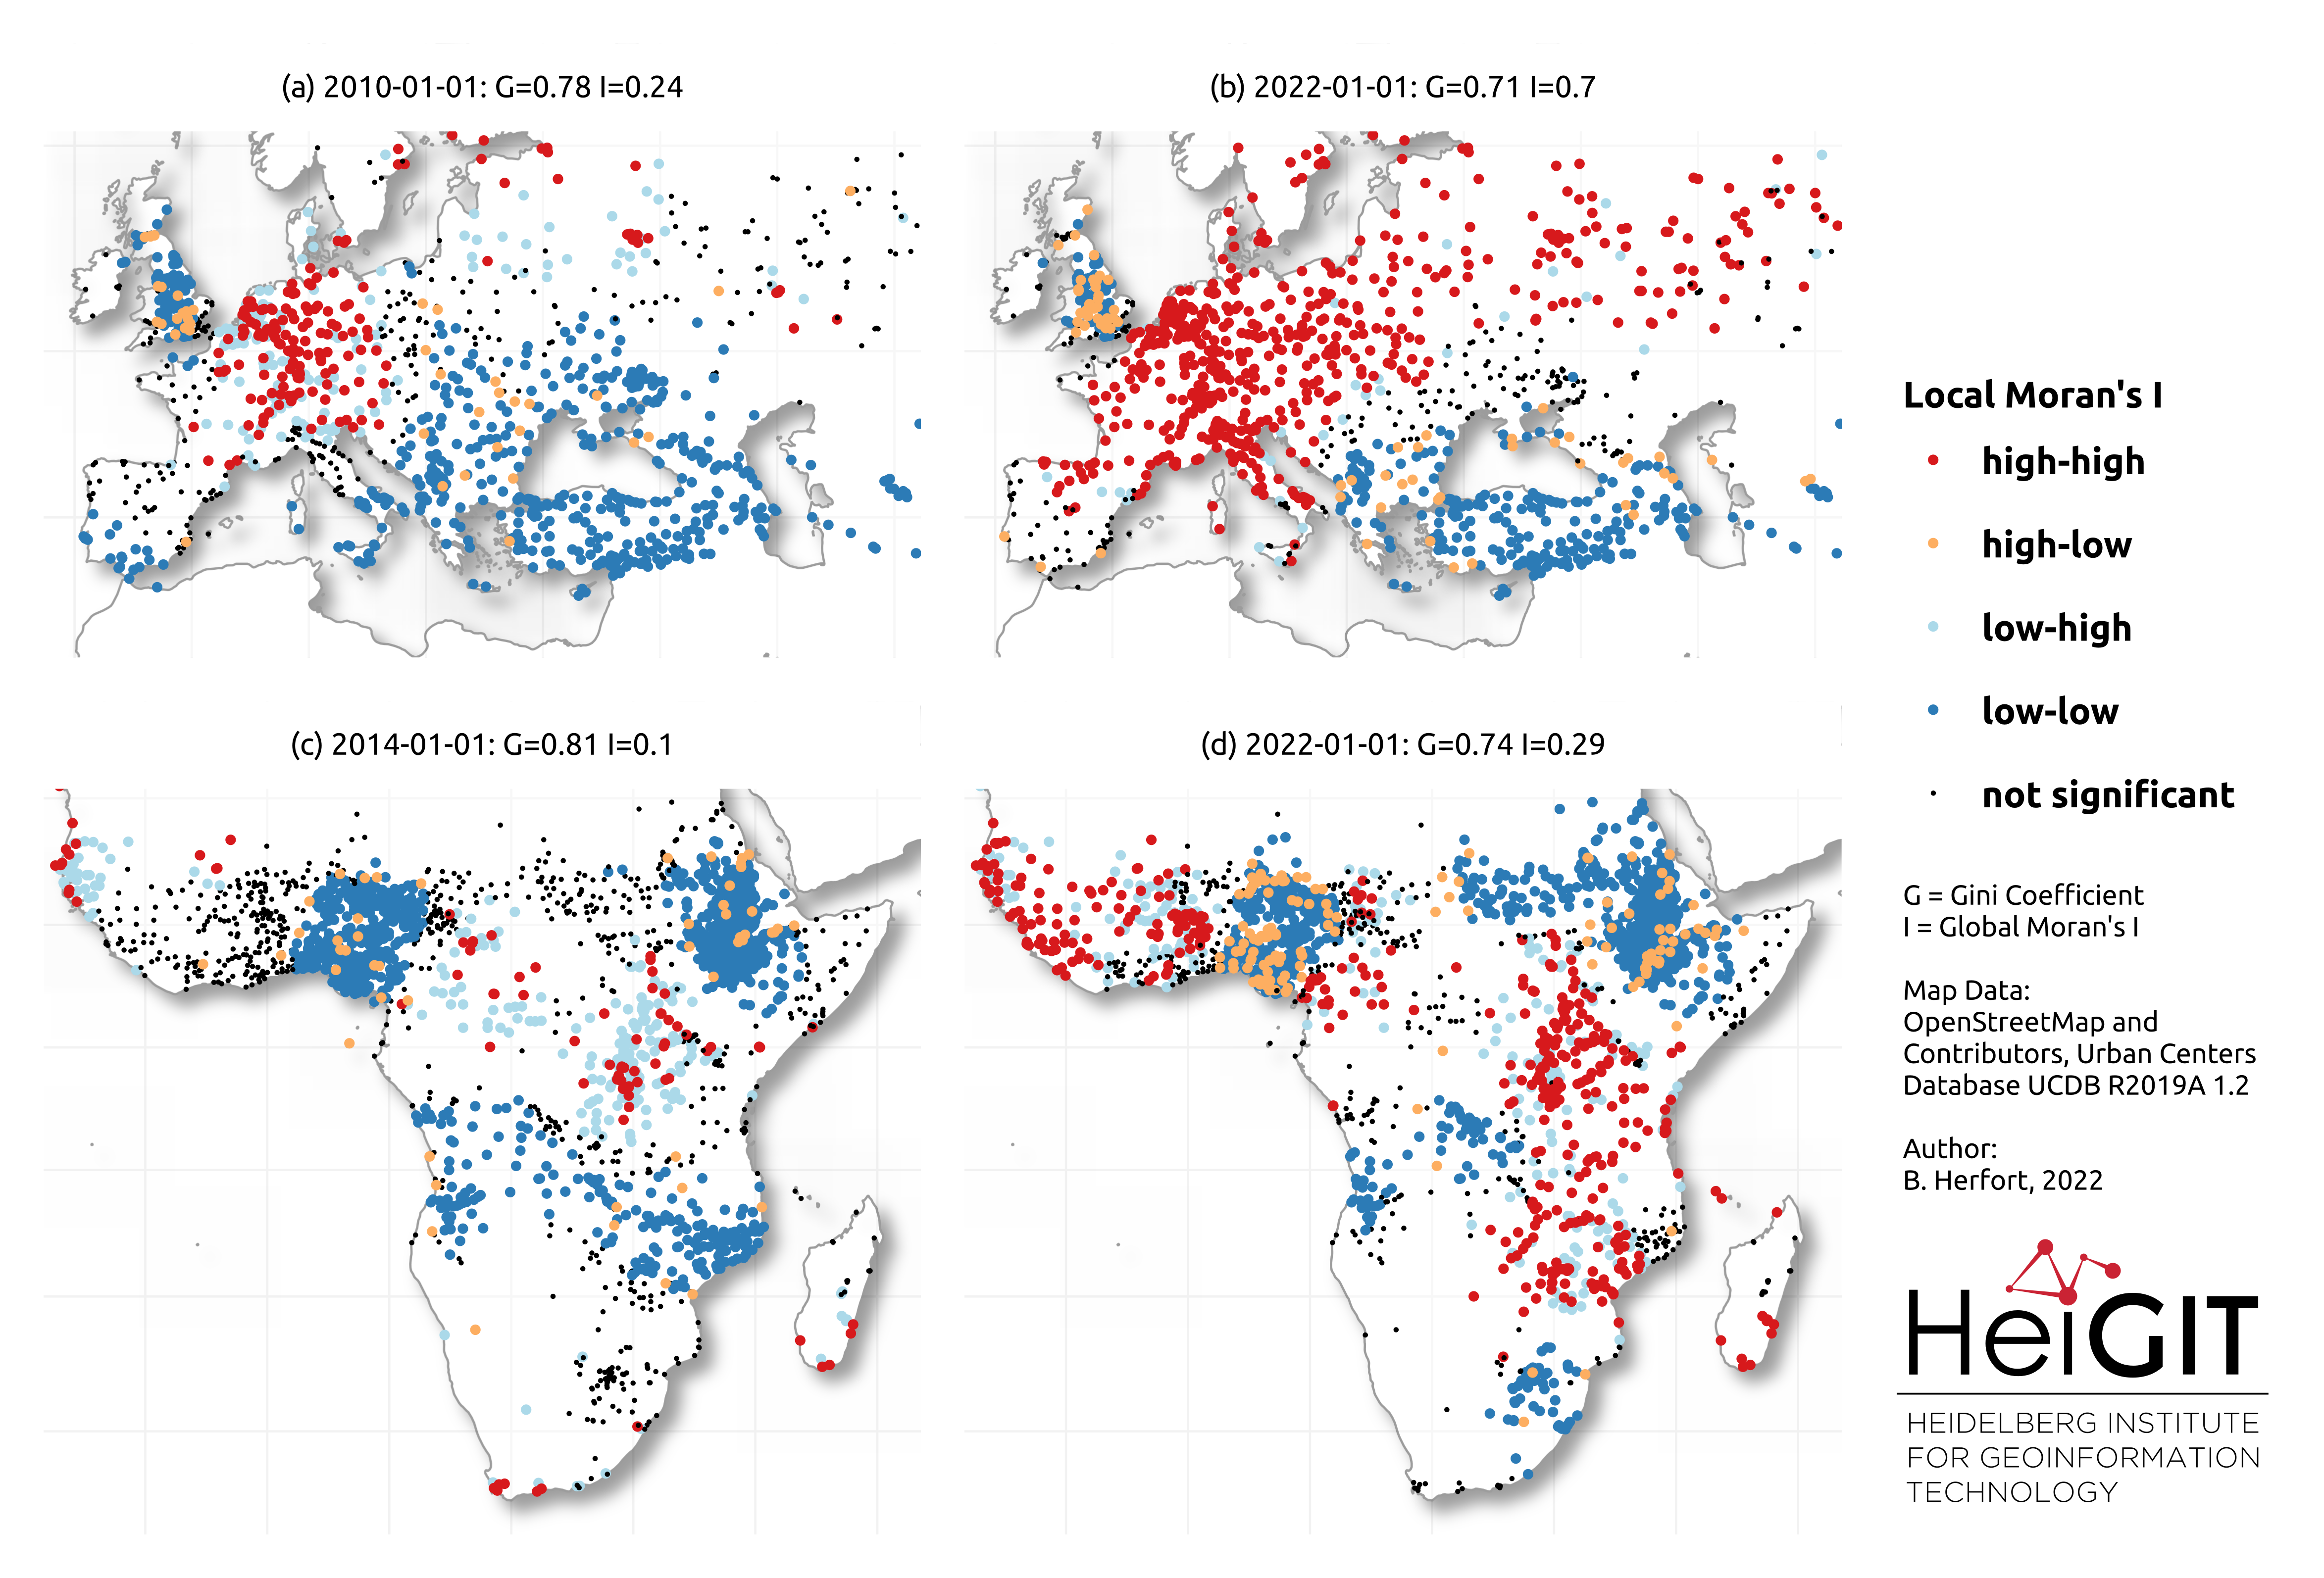 (a) 2010-01-01: G=0.78 I=0.24
(b) 2022-01-01: G=0.71 I=0.7
(c) 2014-01-01: G=0.81 I=0.1
(d) 2022-01-01: G=0.74 I=0.29
Local Moran's I
high-high
high-low
low-high
low-low
not significant
G = Gini Coefficient
I = Global Moran's I
Map Data:
OpenStreetMap and
Contributors, Urban Centers
Database UCDB R2019A 1.2
Author:
B. Herfort, 2022
HeiGIT
HEIDELBERG INSTITUTE
FOR GEOINFORMATION
TECHNOLOGY